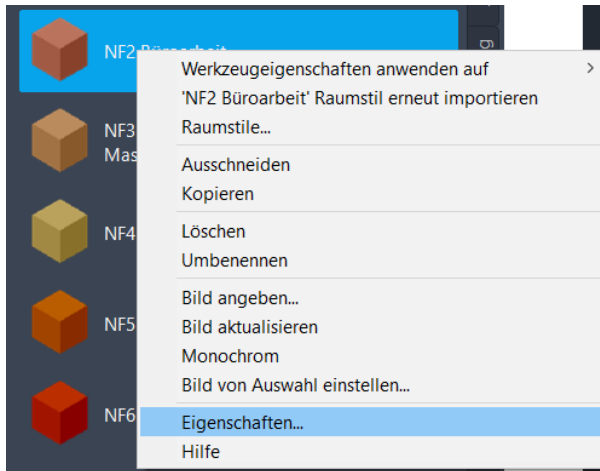 NF2 Büroarbeit
Werkzeugeigenschaften anwenden auf
'NF2 Büroarbeit' Raumstil erneut importieren
Raumstile...
NF3
Mas
Ausschneiden
Kopieren
NF4
Löschen
Umbenennen
Bild angeben...
NF5
Bild aktualisieren
Monochrom
Bild von Auswahl einstellen...
NF6
Eigenschaften...
Hilfe